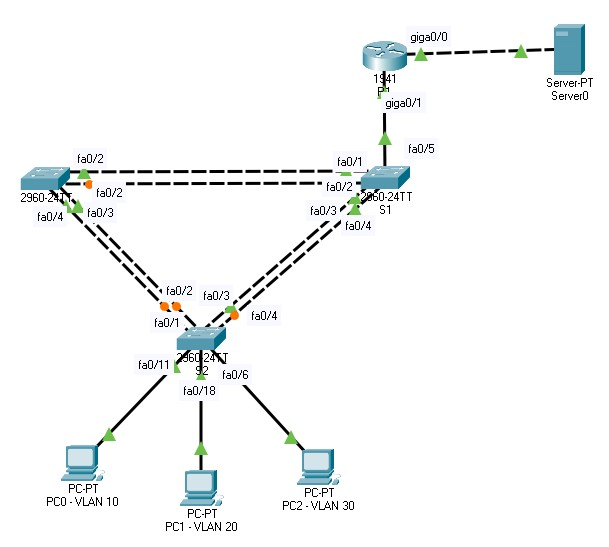 giga0/0
Server-PT
Server0
1941
giga0/1
fa0/5
fa0/2
fa0/1
fa0/2
fa0/2
2960-24TT
2960-24TT
S1
fa0/4
fa0/3
fa0/3
fa0/4
fa0/2
fa0/3
fa0/1
fa0/4
2960-24TT
S2
fa0/11
fa0/6
fa0/18
PC-PT
PC0 - VLAN 10
PC-PT
PC1 - VLAN 20
PC-PT
PC2 - VLAN 30